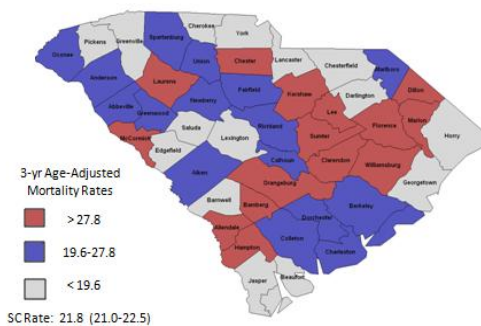 Cherokee
Spartanburg
Greenville
York
Pickens
Oconee
Union
Chester
Lancaster
Chesterfield
Marlboro
Anderson
Laurens
Dillon
Fairfield
Kershaw
Darlington
Abbeville
Newberry
Lee
Marion
Greenwood
Florence
Saluda
Richland
Horry
McCormick
Lexington
Sumter
Edgefield
Calhoun
Clarendon
Williamsburg
Aiken
Orangeburg
Georgetown
Barnwell
Bamberg
Berkeley
Dorchester
Allendale
Colleton
Charleston
Hampton
Jasper
Beaufort
3-yr Age-Adjusted
Mortality Rates
> 27.8
19.6-27.8
< 19.6
SC Rate: 21.8 (21.0-22.5)